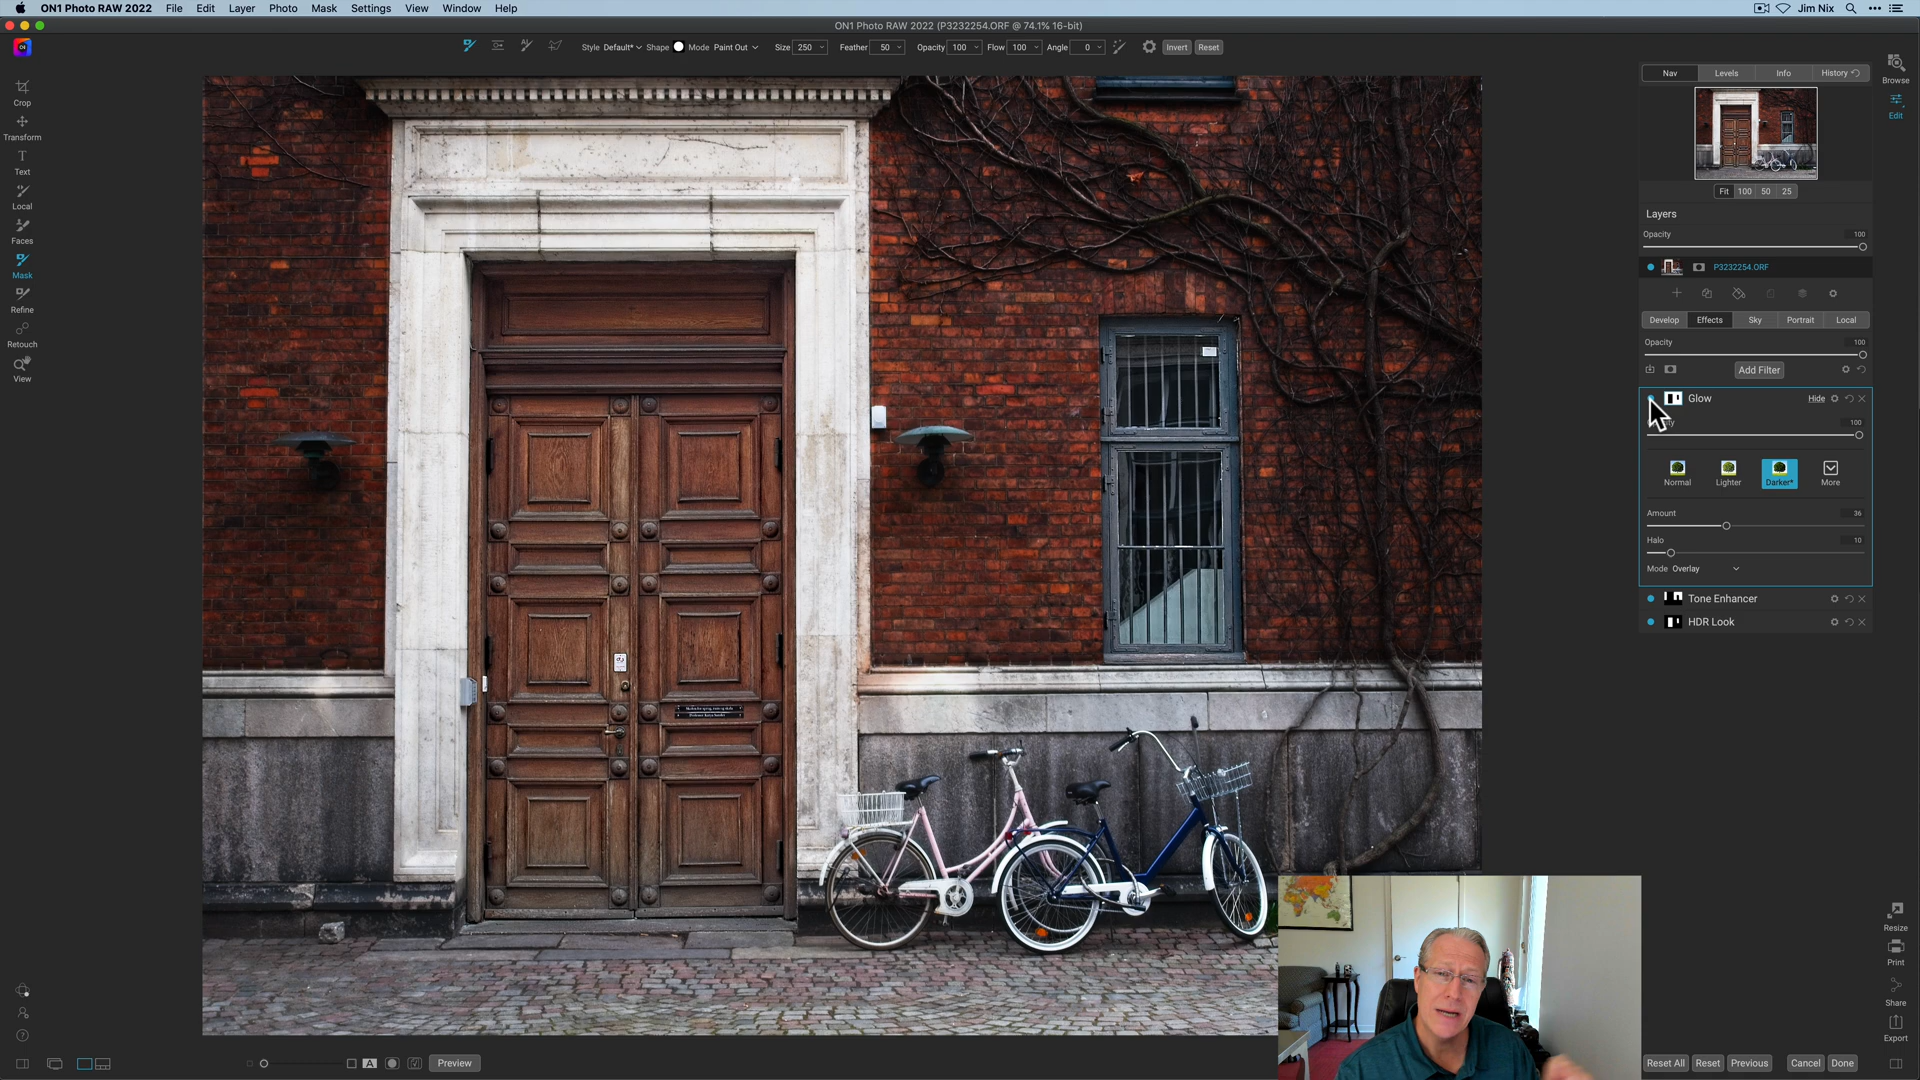 ON1 Photo RAW 2022 File Edit Layer Photo Mask Settings View Window Help Jim Nix
ON1 Photo RAW 2022 (P3232254.ORF @ 74.1% 16-bit)
Style Default* Shape Mode Paint Out Size 250 Feather 50 Opacity 100 Flow 100 Angle 0 Invert Reset
Crop
Transform
Text
Local
Faces
Mask
Refine
Retouch
View
Nav Levels Info History
Browse
Edit
Fit 100 50 25
Layers
Opacity 100
P3232254.ORF
Develop Effects Sky Portrait Local
Opacity 100
Add Filter
Glow Hide
100
Normal Lighter Darker* More
Amount 36
Halo 10
Mode Overlay
Tone Enhancer
HDR Look
Resize
Print
Share
Export
A Preview
Reset All Reset Previous Cancel Done